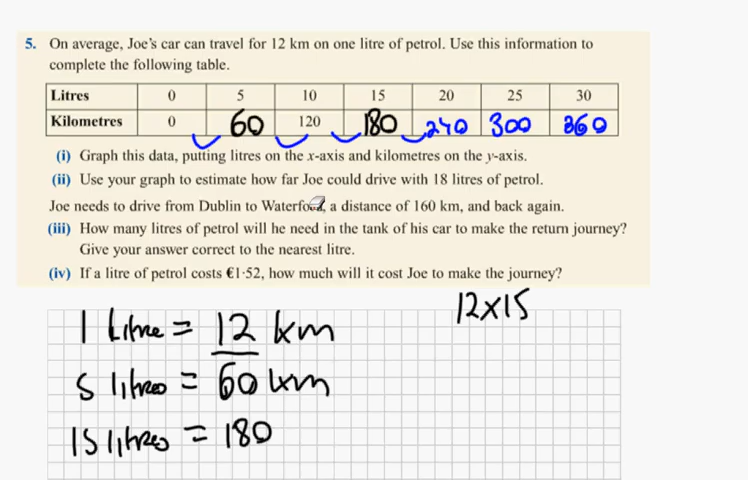 5. On average, Joe's car can travel for 12 km on one litre of petrol. Use this information to
complete the following table.
Litres 0 5 10 15 20 25 30
Kilometres 0 60 120 180 240 300 360
(i) Graph this data, putting litres on the x-axis and kilometres on the y-axis.
(ii) Use your graph to estimate how far Joe could drive with 18 litres of petrol.
Joe needs to drive from Dublin to Waterford, a distance of 160 km, and back again.
(iii) How many litres of petrol will he need in the tank of his car to make the return journey?
Give your answer correct to the nearest litre.
(iv) If a litre of petrol costs €1·52, how much will it cost Joe to make the journey?
12x15
1 Litre = 12 km
5 litres = 60 km
15 litres = 180